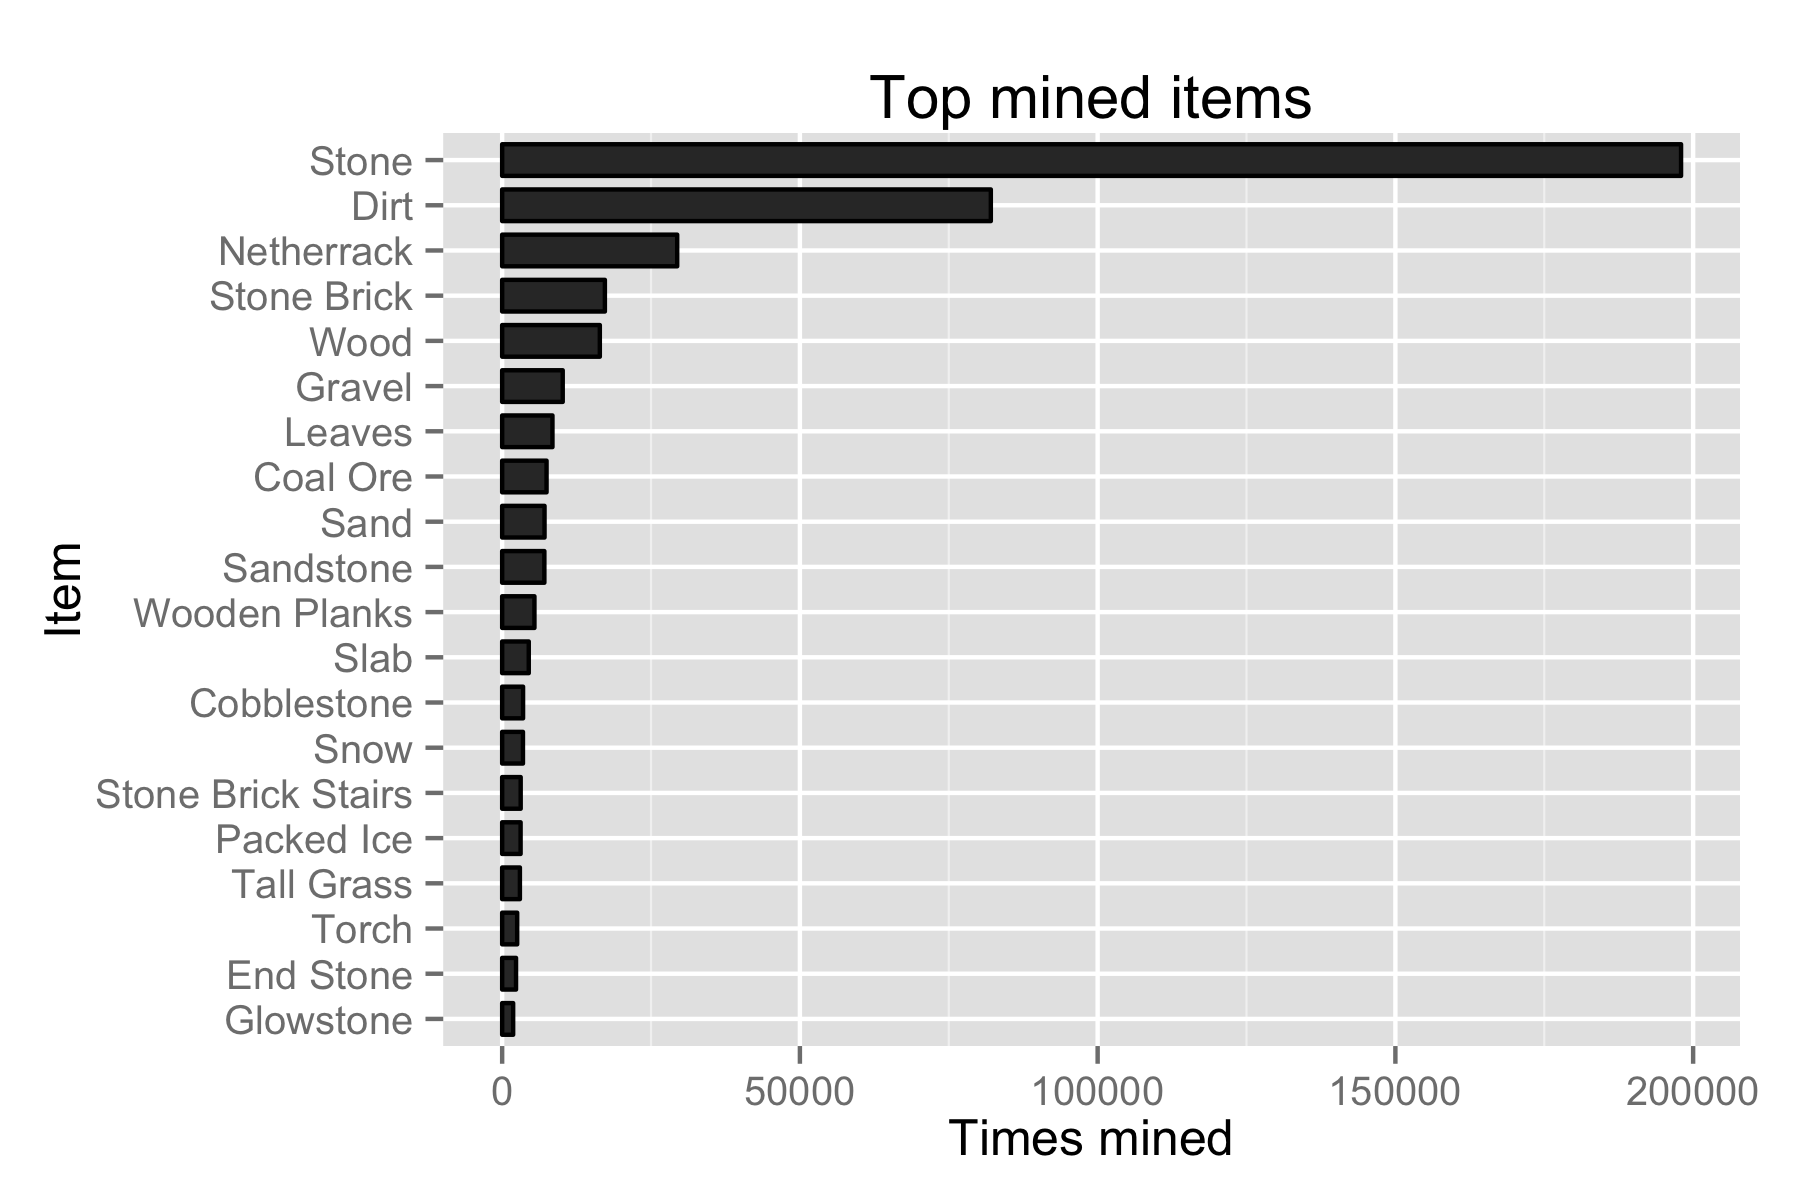 Top mined items
Stone
Dirt
Netherrack
Stone Brick
Wood
Gravel
Leaves
Coal Ore
Sand
Sandstone
Wooden Planks
Slab
Cobblestone
Snow
Stone Brick Stairs
Packed Ice
Tall Grass
Torch
End Stone
Glowstone
Item
0 50000 100000 150000 200000
Times mined